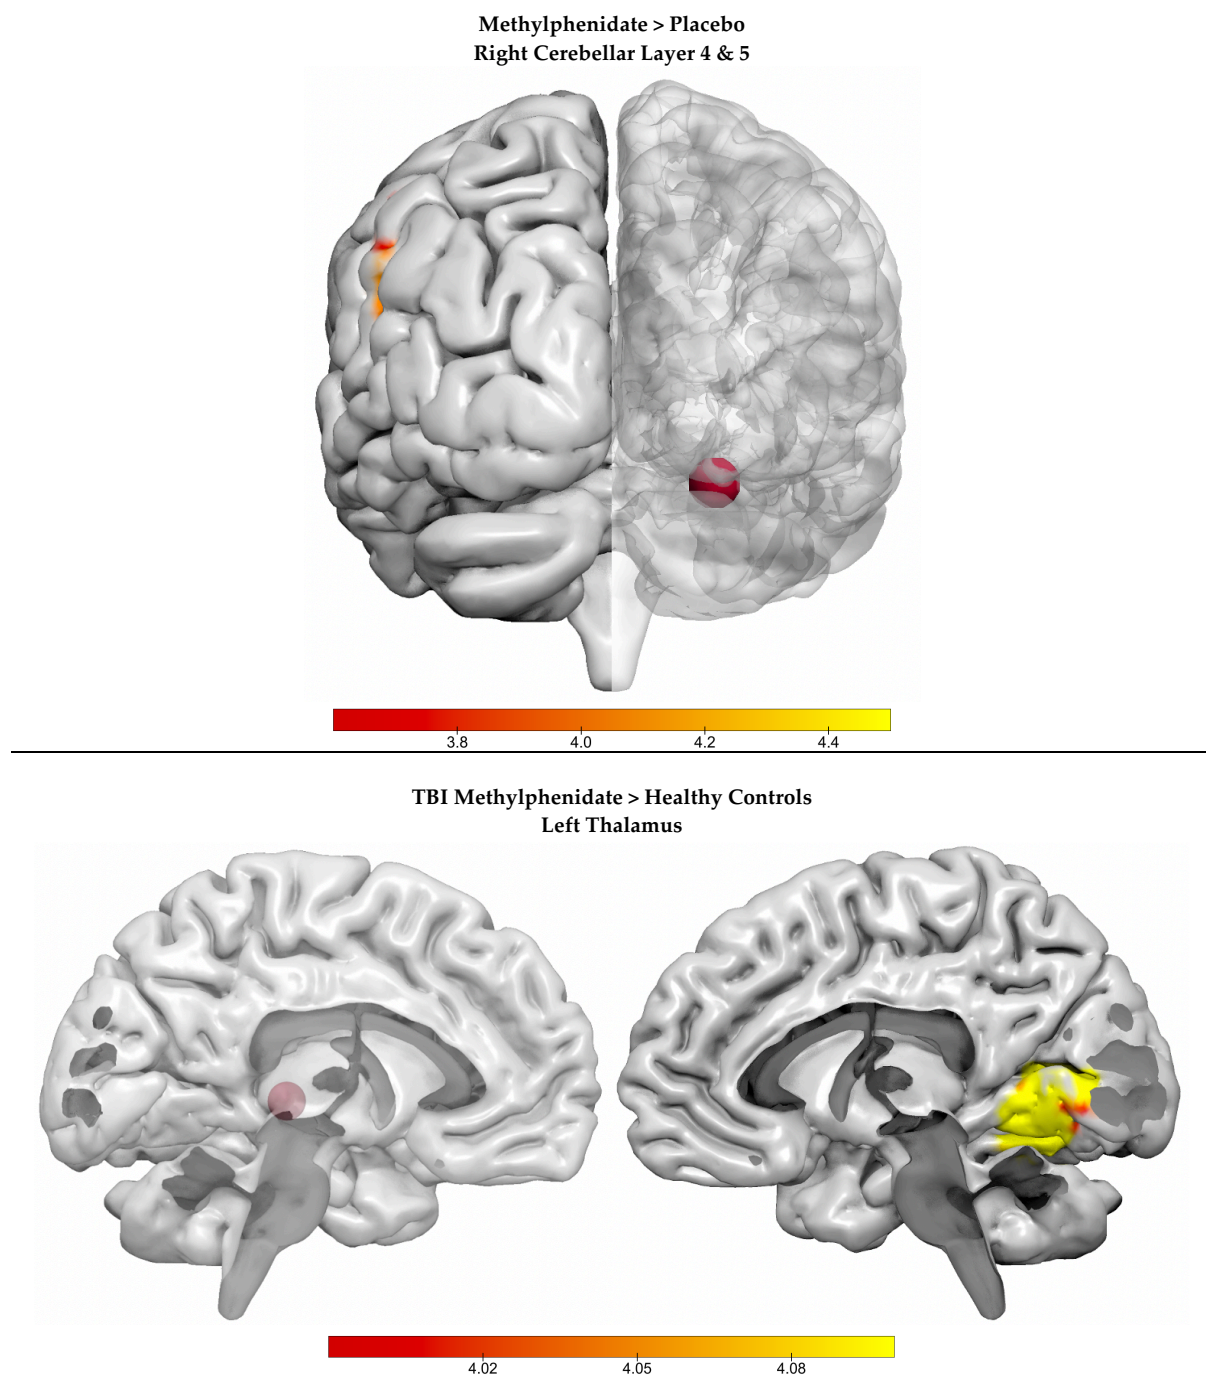 Methylphenidate > Placebo
Right Cerebellar Layer 4 & 5
3.8 4.0 4.2 4.4
TBI Methylphenidate > Healthy Controls
Left Thalamus
4.02 4.05 4.08